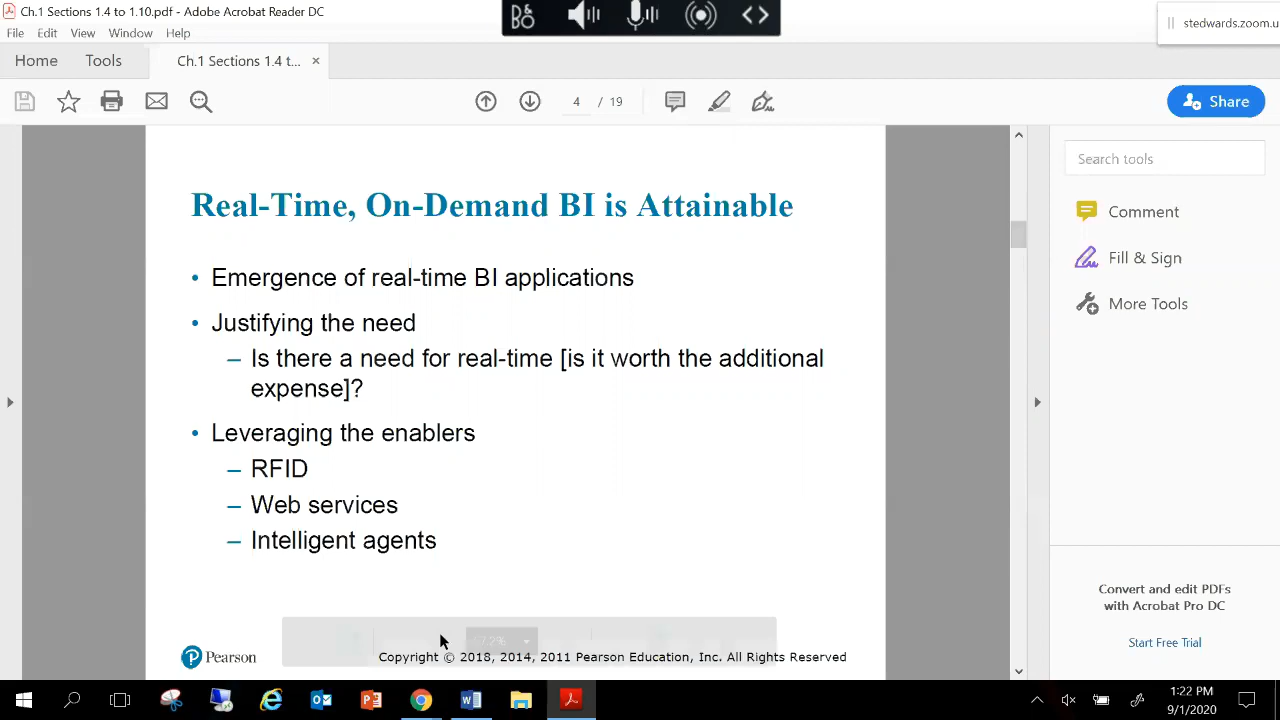 Ch.1 Sections 1.4 to 1.10.pdf - Adobe Acrobat Reader DC
stedwards.zoom.u
File Edit View Window Help
Home Tools Ch.1 Sections 1.4 t... ×
4 / 19
Share
Search tools
Comment
Fill & Sign
More Tools
Real-Time, On-Demand BI is Attainable
• Emergence of real-time BI applications
• Justifying the need
– Is there a need for real-time [is it worth the additional
expense]?
• Leveraging the enablers
– RFID
– Web services
– Intelligent agents
67.2%
Pearson
Copyright © 2018, 2014, 2011 Pearson Education, Inc. All Rights Reserved
Convert and edit PDFs
with Acrobat Pro DC
Start Free Trial
1:22 PM
9/1/2020